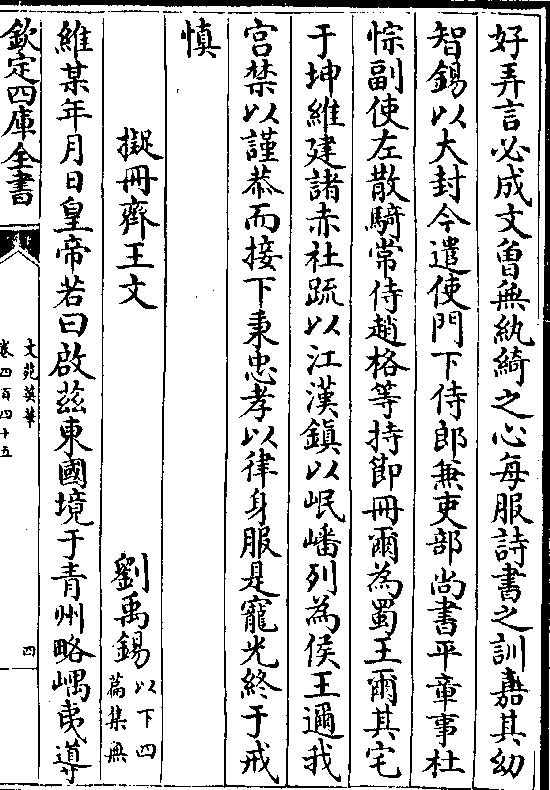 好弄言必成文曾無紈綺之心每服詩書之訓嘉其幼
智錫以大封今遣使門下侍郎兼吏部尚書平章事杜
悰副使左散騎常侍趙格等持節冊爾為蜀王爾其宅
于坤維建諸赤社疏以江漢鎮以岷嶓列為侯王邇我
宫禁以謹恭而接下秉忠孝以律身服是寵光終于戒
慎
擬冊齊王文
劉禹錫
以下四
篇集無
維某年月日皇帝若曰啟兹東國境于青州略嵎夷導
欽定四庫全書
文苑英華
卷四百四十五
四